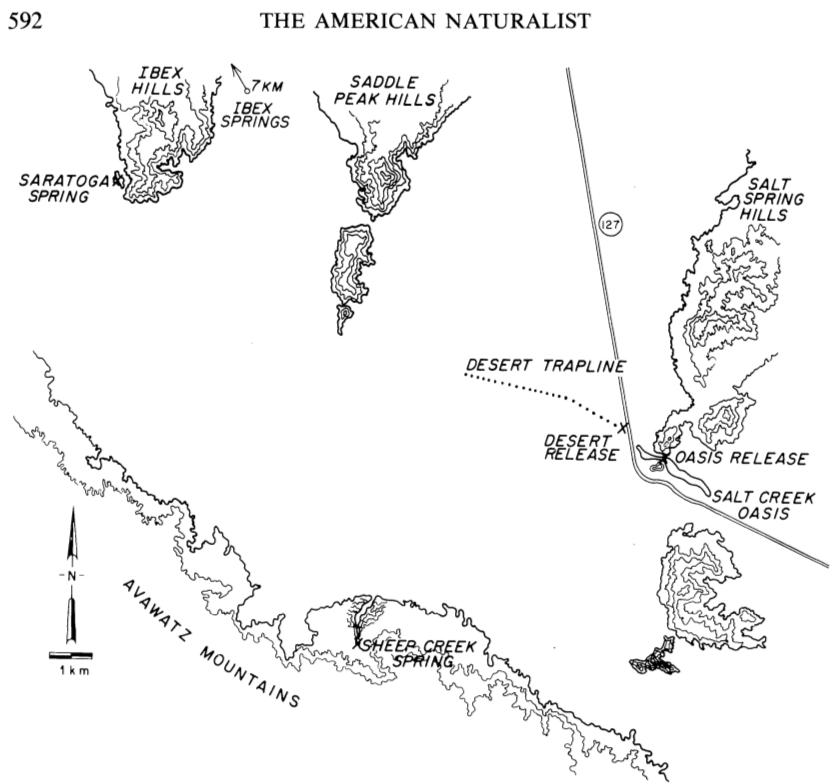 592
THE AMERICAN NATURALIST
IBEX
HILLS
7 KM
IBEX
SPRINGS
SADDLE
PEAK HILLS
SARATOGA
SPRING
SALT
SPRING
HILLS
127
DESERT TRAPLINE
DESERT
RELEASE
OASIS RELEASE
SALT CREEK
OASIS
N
AVAWATZ MOUNTAINS
SHEEP CREEK
SPRING
1 km